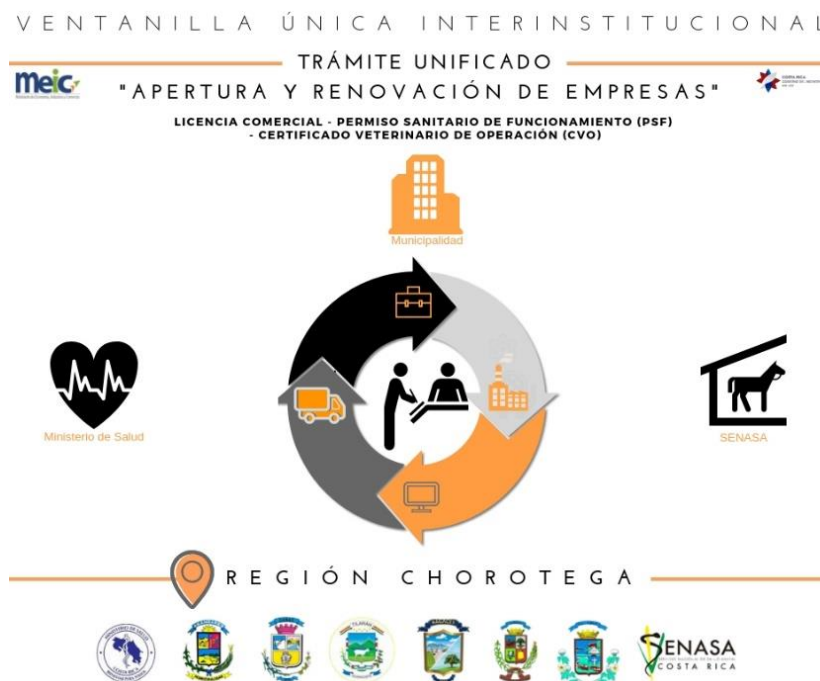 VENTANILLA ÚNICA INTERINSTITUCIONAL
TRÁMITE UNIFICADO
meic
"APERTURA Y RENOVACIÓN DE EMPRESAS"
LICENCIA COMERCIAL - PERMISO SANITARIO DE FUNCIONAMIENTO (PSF)
- CERTIFICADO VETERINARIO DE OPERACIÓN (CVO)
Municipalidad
Ministerio de Salud
SENASA
REGIÓN CHOROTEGA
SENASA
COSTA RICA